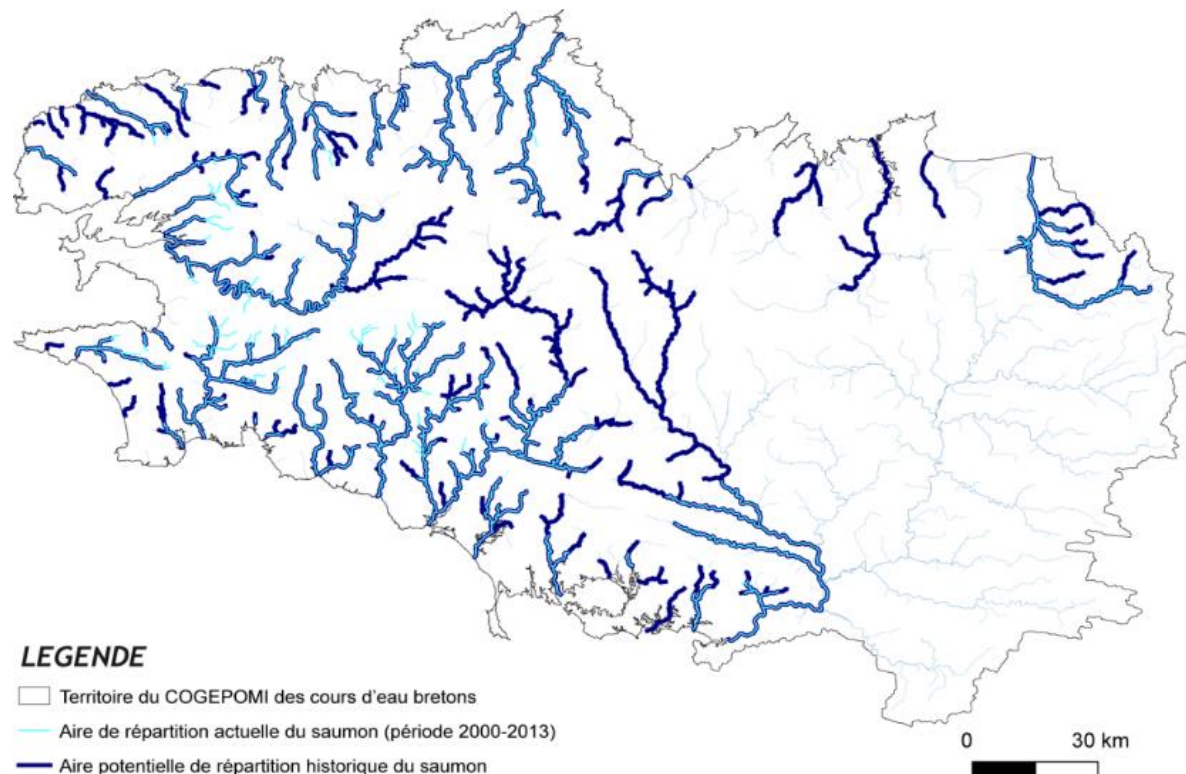 LEGENDE
Territoire du COGEPOMI des cours d'eau bretons
Aire de répartition actuelle du saumon (période 2000-2013)
Aire potentielle de répartition historique du saumon
0 30 km